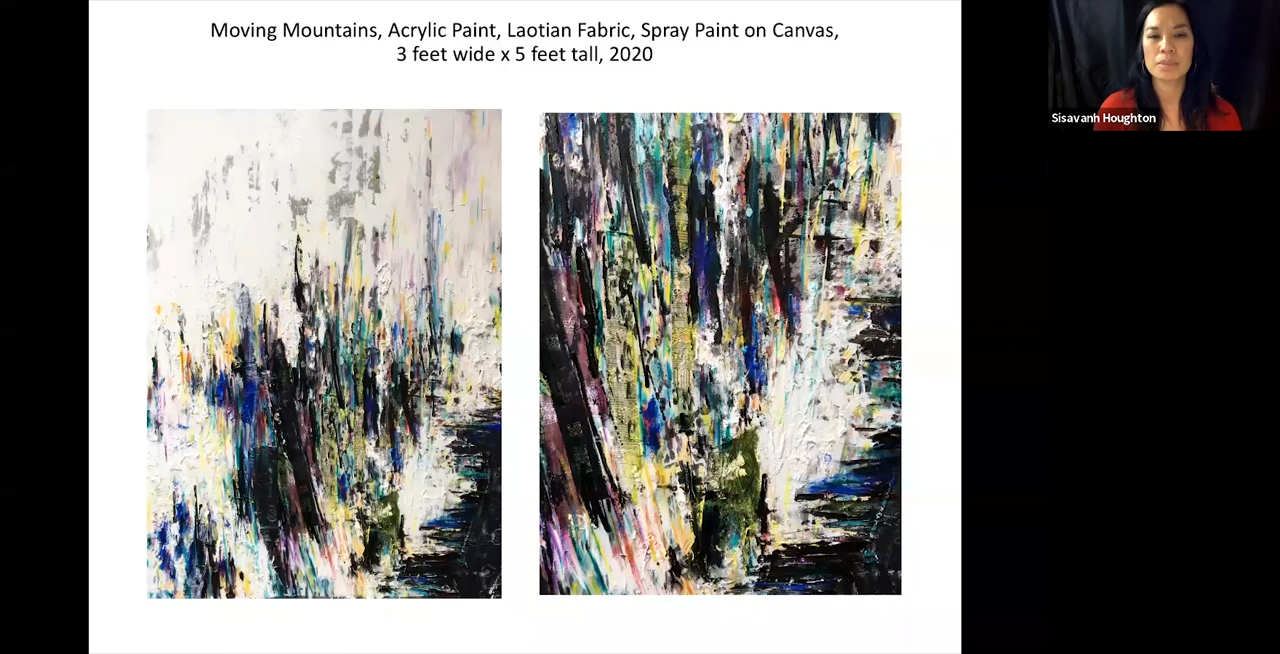 Moving Mountains, Acrylic Paint, Laotian Fabric, Spray Paint on Canvas,
3 feet wide x 5 feet tall, 2020
Sisavanh Houghton